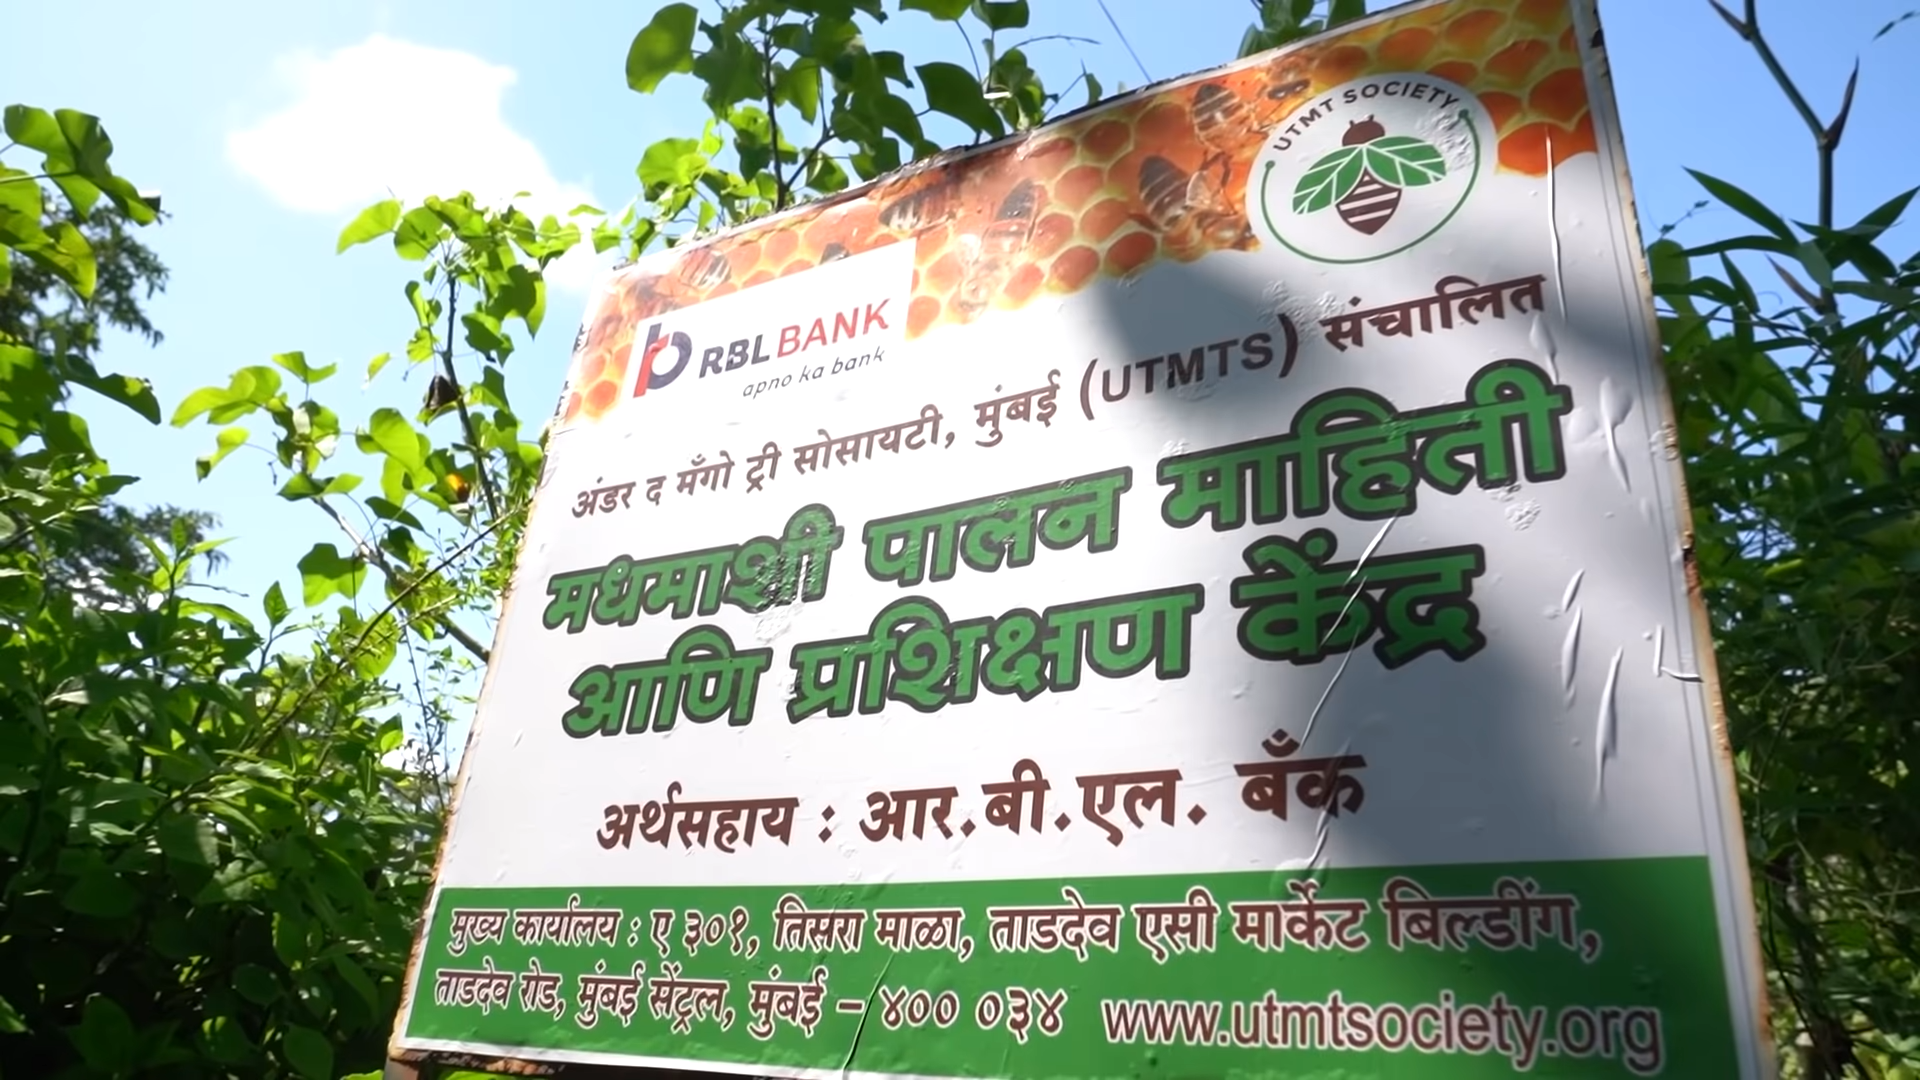 UTMT SOCIETY
RBL BANK
apno ka bank
अंडर द मँगो ट्री सोसायटी, मुंबई (UTMTS) संचालित
मधमाशी पालन माहिती
आणि प्रशिक्षण केंद्र
अर्थसहाय : आर.बी.एल. बँक
मुख्य कार्यालय : ए ३०१, तिसरा माळा, ताडदेव एसी मार्केट बिल्डींग,
ताडदेव रोड, मुंबई सेंट्रल, मुंबई – ४०० ०३४ www.utmtsociety.org